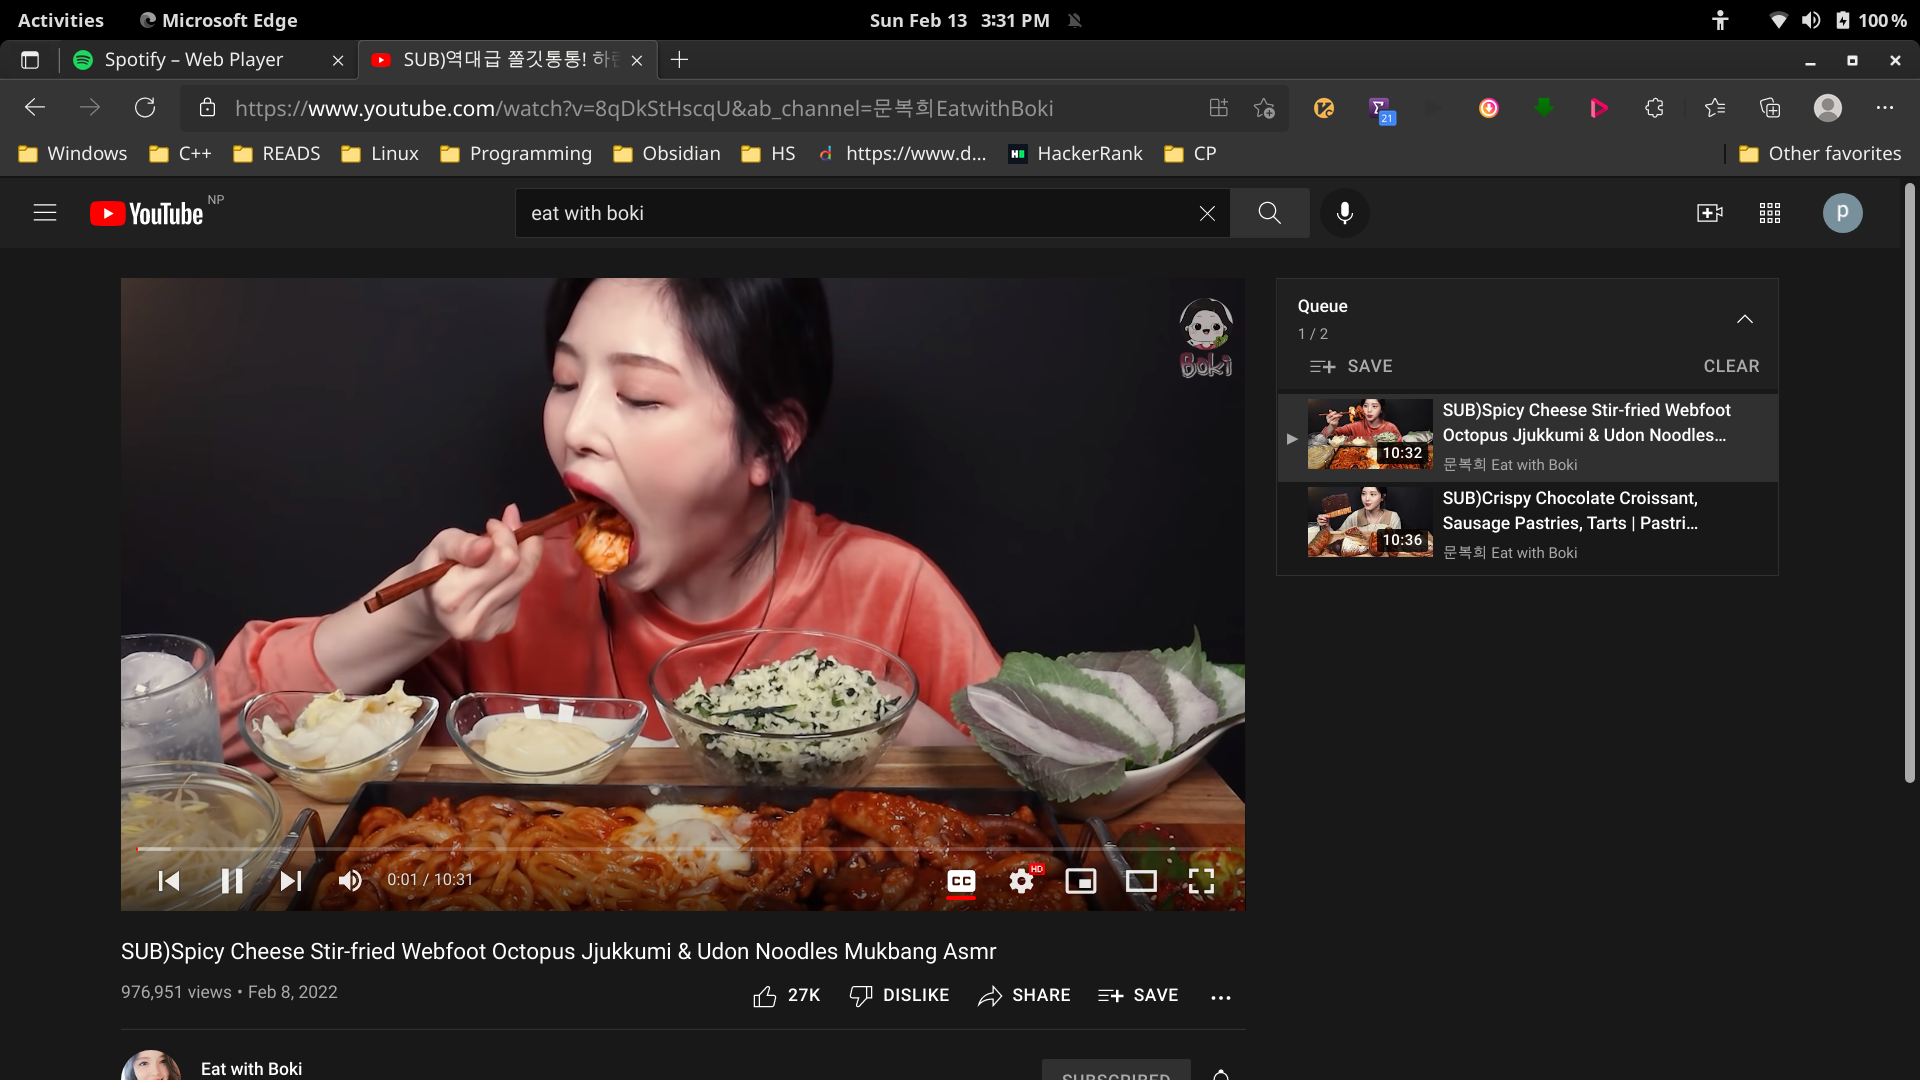 Activities
Microsoft Edge
Sun Feb 13 3:31 PM
100 %
Spotify – Web Player
SUB)역대급 쫄깃통통! 하
https://www.youtube.com/watch?v=8qDkStHscqU&ab_channel=문복희EatwithBoki
21
Windows
C++
READS
Linux
Programming
Obsidian
HS
https://www.d...
HackerRank
CP
Other favorites
YouTube NP
eat with boki
p
Boki
Queue
1 / 2
SAVE
CLEAR
SUB)Spicy Cheese Stir-fried Webfoot
Octopus Jjukkumi & Udon Noodles...
문복희 Eat with Boki
10:32
SUB)Crispy Chocolate Croissant,
Sausage Pastries, Tarts | Pastri...
문복희 Eat with Boki
10:36
0:01 / 10:31
CC
HD
SUB)Spicy Cheese Stir-fried Webfoot Octopus Jjukkumi & Udon Noodles Mukbang Asmr
976,951 views • Feb 8, 2022
27K
DISLIKE
SHARE
SAVE
Eat with Boki
SUBSCRIBED